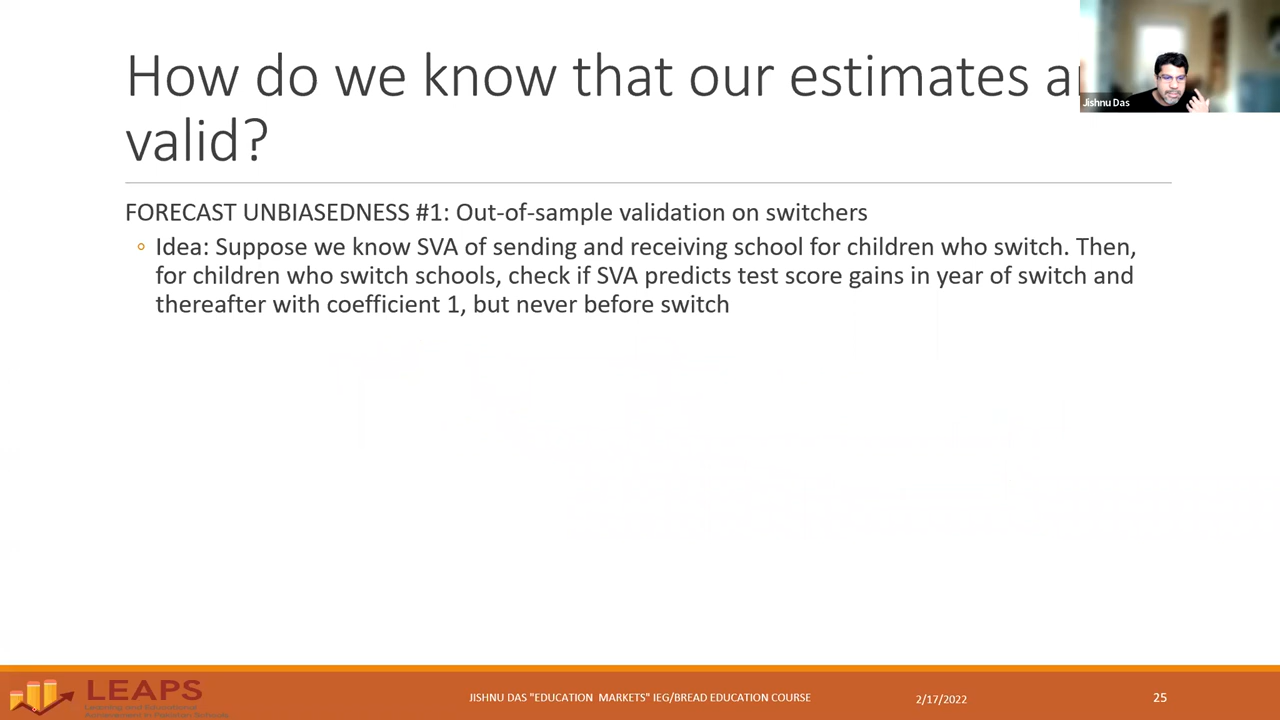 How do we know that our estimates a
valid?
Jishnu Das
FORECAST UNBIASEDNESS #1: Out-of-sample validation on switchers
Idea: Suppose we know SVA of sending and receiving school for children who switch. Then,
for children who switch schools, check if SVA predicts test score gains in year of switch and
thereafter with coefficient 1, but never before switch
LEAPS
JISHNU DAS "EDUCATION MARKETS" IEG/BREAD EDUCATION COURSE
2/17/2022
25